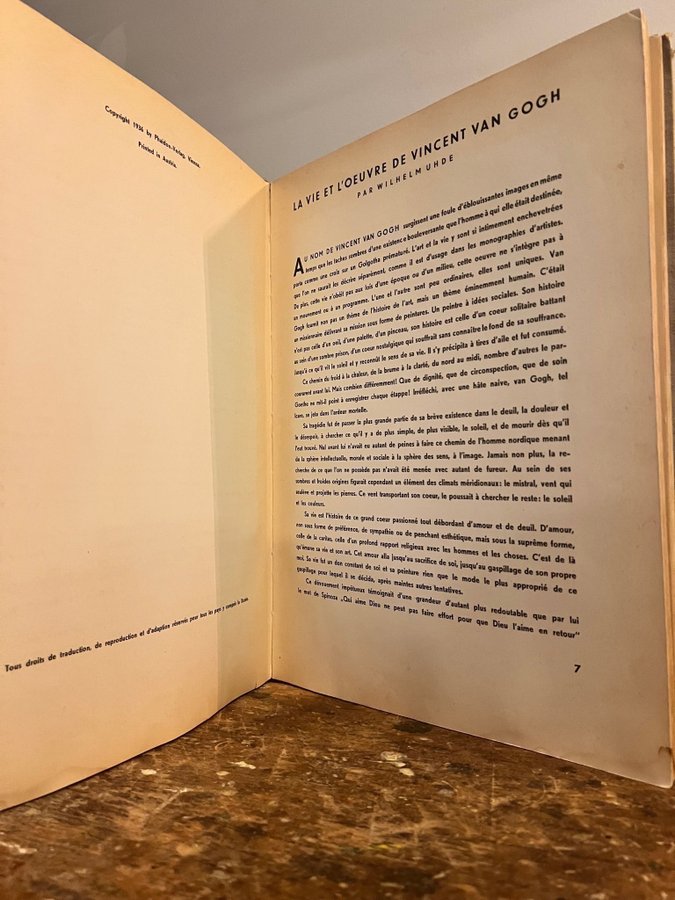 Copyright 1936 by Phaidon-Verlag, Vienna.
Printed in Austria.
Tous droits de traduction, de reproduction et d'adaption réservés pour tous les pays y compris la Russie.
LA VIE ET L'OEUVRE DE VINCENT VAN GOGH
PAR WILHELM UHDE
AU NOM DE VINCENT VAN GOGH surgissent une foule d'éblouissantes images en même
temps que les taches sombres d'une existence bouleversante que l'homme à qui elle était destinée,
porta comme une croix sur un Golgotha prématuré. L'art et la vie y sont si intimement enchevetrées
que l'on ne saurait les décrire séparément, comme il est d'usage dans les monographies d'artistes.
De plus, cette vie n'obéit pas aux lois d'une époque ou d'un milieu, cette oeuvre ne s'intègre pas à
un mouvement ou à un programme. L'une et l'autre sont peu ordinaires, elles sont uniques. Van
Gogh fournit non pas un thème de l'histoire de l'art, mais un thème éminement humain. C'était
un missionnaire délivrant sa mission sous forme de peintures. Un peintre à idées sociales. Son histoire
n'est pas celle d'un oeil, d'une palette, d'un pinceau, son histoire est celle d'un coeur solitaire battant
au sein d'une sombre prison, d'un coeur nostalgique qui souffrait sans connaitre le fond de sa souffrance.
Jusqu'à ce qu'il vit le soleil et y reconnût le sens de sa vie. Il s'y précipita à tires d'aile et fut consumé.
Ce chemin du froid à la chaleur, de la brume à la clarté, du nord au midi, nombre d'autres le par-
coururent avant lui. Mais combien différemment! Que de dignité, que de circonspection, que de soin
Goethe ne mit-il point à enregistrer chaque étape! Irréfléchi, avec une hâte naïve, van Gogh, tel
Icare, se jeta dans l'ardeur mortelle.
Sa tragédie fut de passer la plus grande partie de sa brève existence dans le deuil, la douleur et
le désespoir, à chercher ce qu'il y a de plus simple, de plus visible, le soleil, et de mourir dès qu'il
l'eut trouvé. Nul avant lui n'avait eu autant de peines à faire ce chemin de l'homme nordique menant
de la sphère intellectuelle, morale et sociale à la sphère des sens, à l'image. Jamais non plus, la re-
cherche de ce que l'on ne possède pas n'avait été menée avec autant de fureur. Au sein de ses
sombres et froides origines figurait cependant un élément des climats méridionaux: le mistral, vent qui
soulève et projette les pierres. Ce vent transportant son coeur, le poussait à chercher le reste: le soleil
et les couleurs.
Sa vie est l'histoire de ce grand coeur passionné tout débordant d'amour et de deuil. D'amour,
non sous forme de préférence, de sympathie ou de penchant esthétique, mais sous la suprème forme,
celle de la caritas, celle d'un profond rapport religieux avec les hommes et les choses. C'est de là
qu'émane sa vie et son art. Cet amour alla jusqu'au sacrifice de soi, jusqu'au gaspillage de son propre
moi. Sa vie fut un don constant de soi et sa peinture rien que le mode le plus approprié de ce
gaspillage pour lequel il se décida, après maintes autres tentatives.
Ce dévouement impétueux témoignait d'une grandeur d'autant plus redoutable que par lui
le mot de Spinoza „Qui aime Dieu ne peut pas faire effort pour que Dieu l'aime en retour“
7